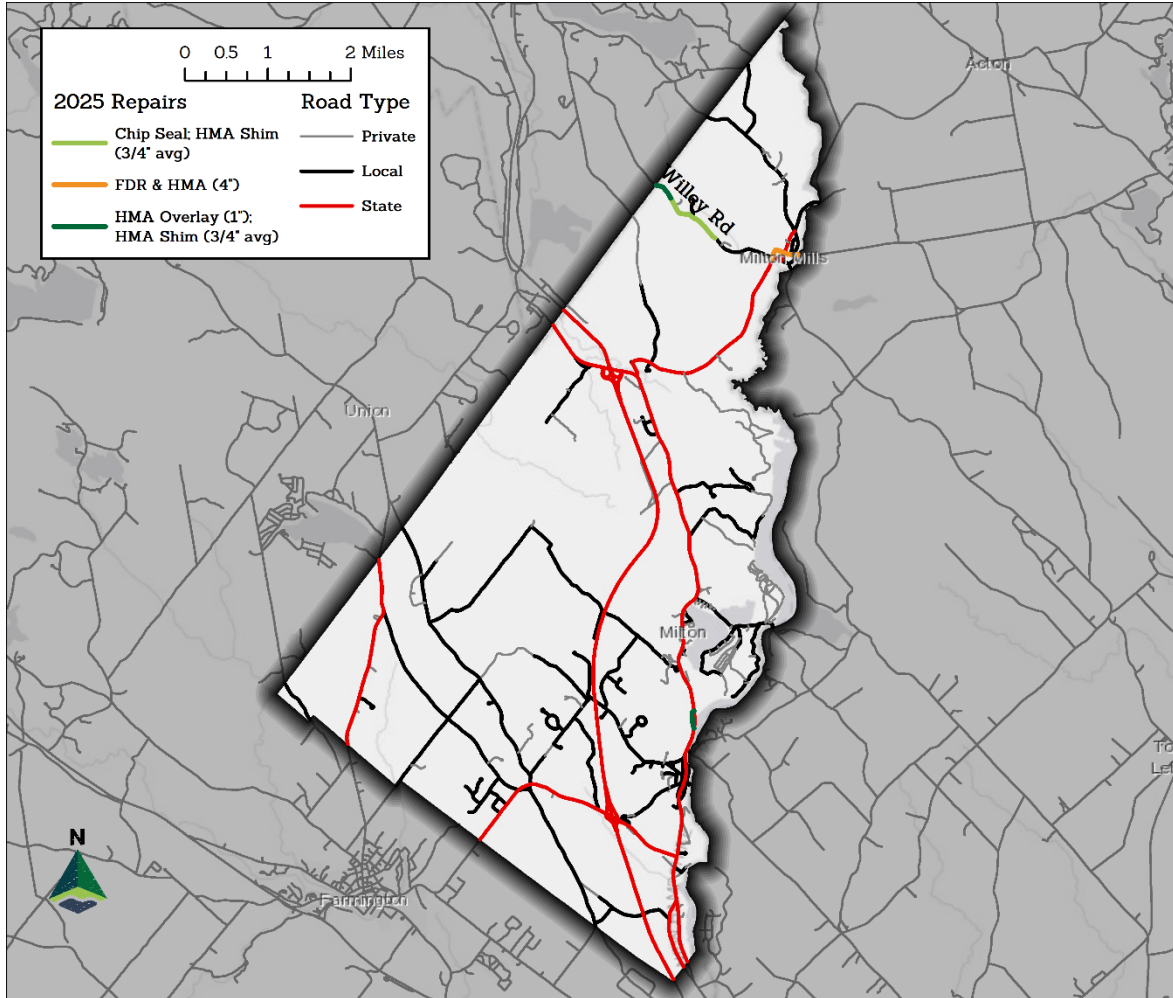 0 0.5 1 2 Miles
2025 Repairs
Chip Seal; HMA Shim
(3/4" avg)
FDR & HMA (4")
HMA Overlay (1");
HMA Shim (3/4" avg)
Road Type
Private
Local
State
Acton
Willey Rd
Milton Mills
Union
Milton
To
Le
N
Farmington